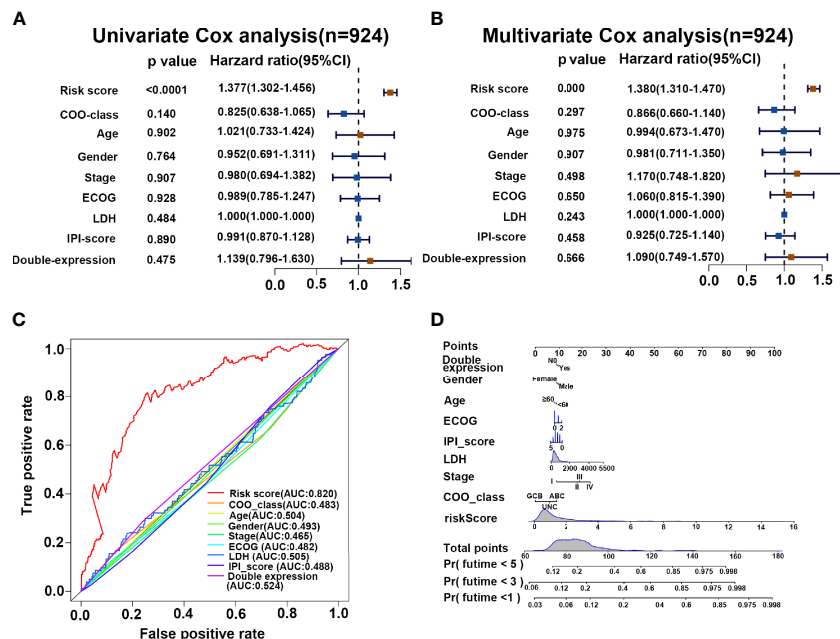 A
Univariate Cox analysis(n=924)
p value Harzard ratio(95%CI)
Risk score <0.0001 1.377(1.302-1.456)
COO-class 0.140 0.825(0.638-1.065)
Age 0.902 1.021(0.733-1.424)
Gender 0.764 0.952(0.691-1.311)
Stage 0.907 0.980(0.694-1.382)
ECOG 0.928 0.989(0.785-1.247)
LDH 0.484 1.000(1.000-1.000)
IPI-score 0.890 0.991(0.870-1.128)
Double-expression 0.475 1.139(0.796-1.630)
0.0 0.5 1.0 1.5
B
Multivariate Cox analysis(n=924)
p value Harzard ratio(95%CI)
Risk score 0.000 1.380(1.310-1.470)
COO-class 0.297 0.866(0.660-1.140)
Age 0.975 0.994(0.673-1.470)
Gender 0.907 0.981(0.711-1.350)
Stage 0.498 1.170(0.748-1.820)
ECOG 0.650 1.060(0.815-1.390)
LDH 0.243 1.000(1.000-1.000)
IPI-score 0.458 0.925(0.725-1.140)
Double-expression 0.666 1.090(0.749-1.570)
0.0 0.5 1.0 1.5
C
True positive rate
1.0
0.8
0.6
0.4
0.2
0.0
Risk score(AUC:0.820)
COO_class(AUC:0.483)
Age(AUC:0.504)
Gender(AUC:0.493)
Stage(AUC:0.465)
ECOG (AUC:0.482)
LDH (AUC:0.505)
IPI_score (AUC:0.488)
Double expression
(AUC:0.524)
0.0 0.2 0.4 0.6 0.8 1.0
False positive rate
D
Points
0 10 20 30 40 50 60 70 80 90 100
Double
expression
NO
Yes
Gender
Female
Male
Age
≥60
<60
ECOG
0 2
IPI_score
5 0
LDH
0 2000 4000 5500
Stage
I III
II IV
COO_class
GCB ABC
UNC
riskScore
0 1 2 4 6 8 10 12 14 16
Total points
60 80 100 120 140 160 180
Pr( futime < 5 )
0.12 0.2 0.4 0.6 0.85 0.975 0.998
Pr( futime < 3 )
0.06 0.12 0.2 0.4 0.6 0.85 0.975 0.998
Pr( futime <1 )
0.03 0.06 0.12 0.2 0.4 0.6 0.85 0.975 0.998